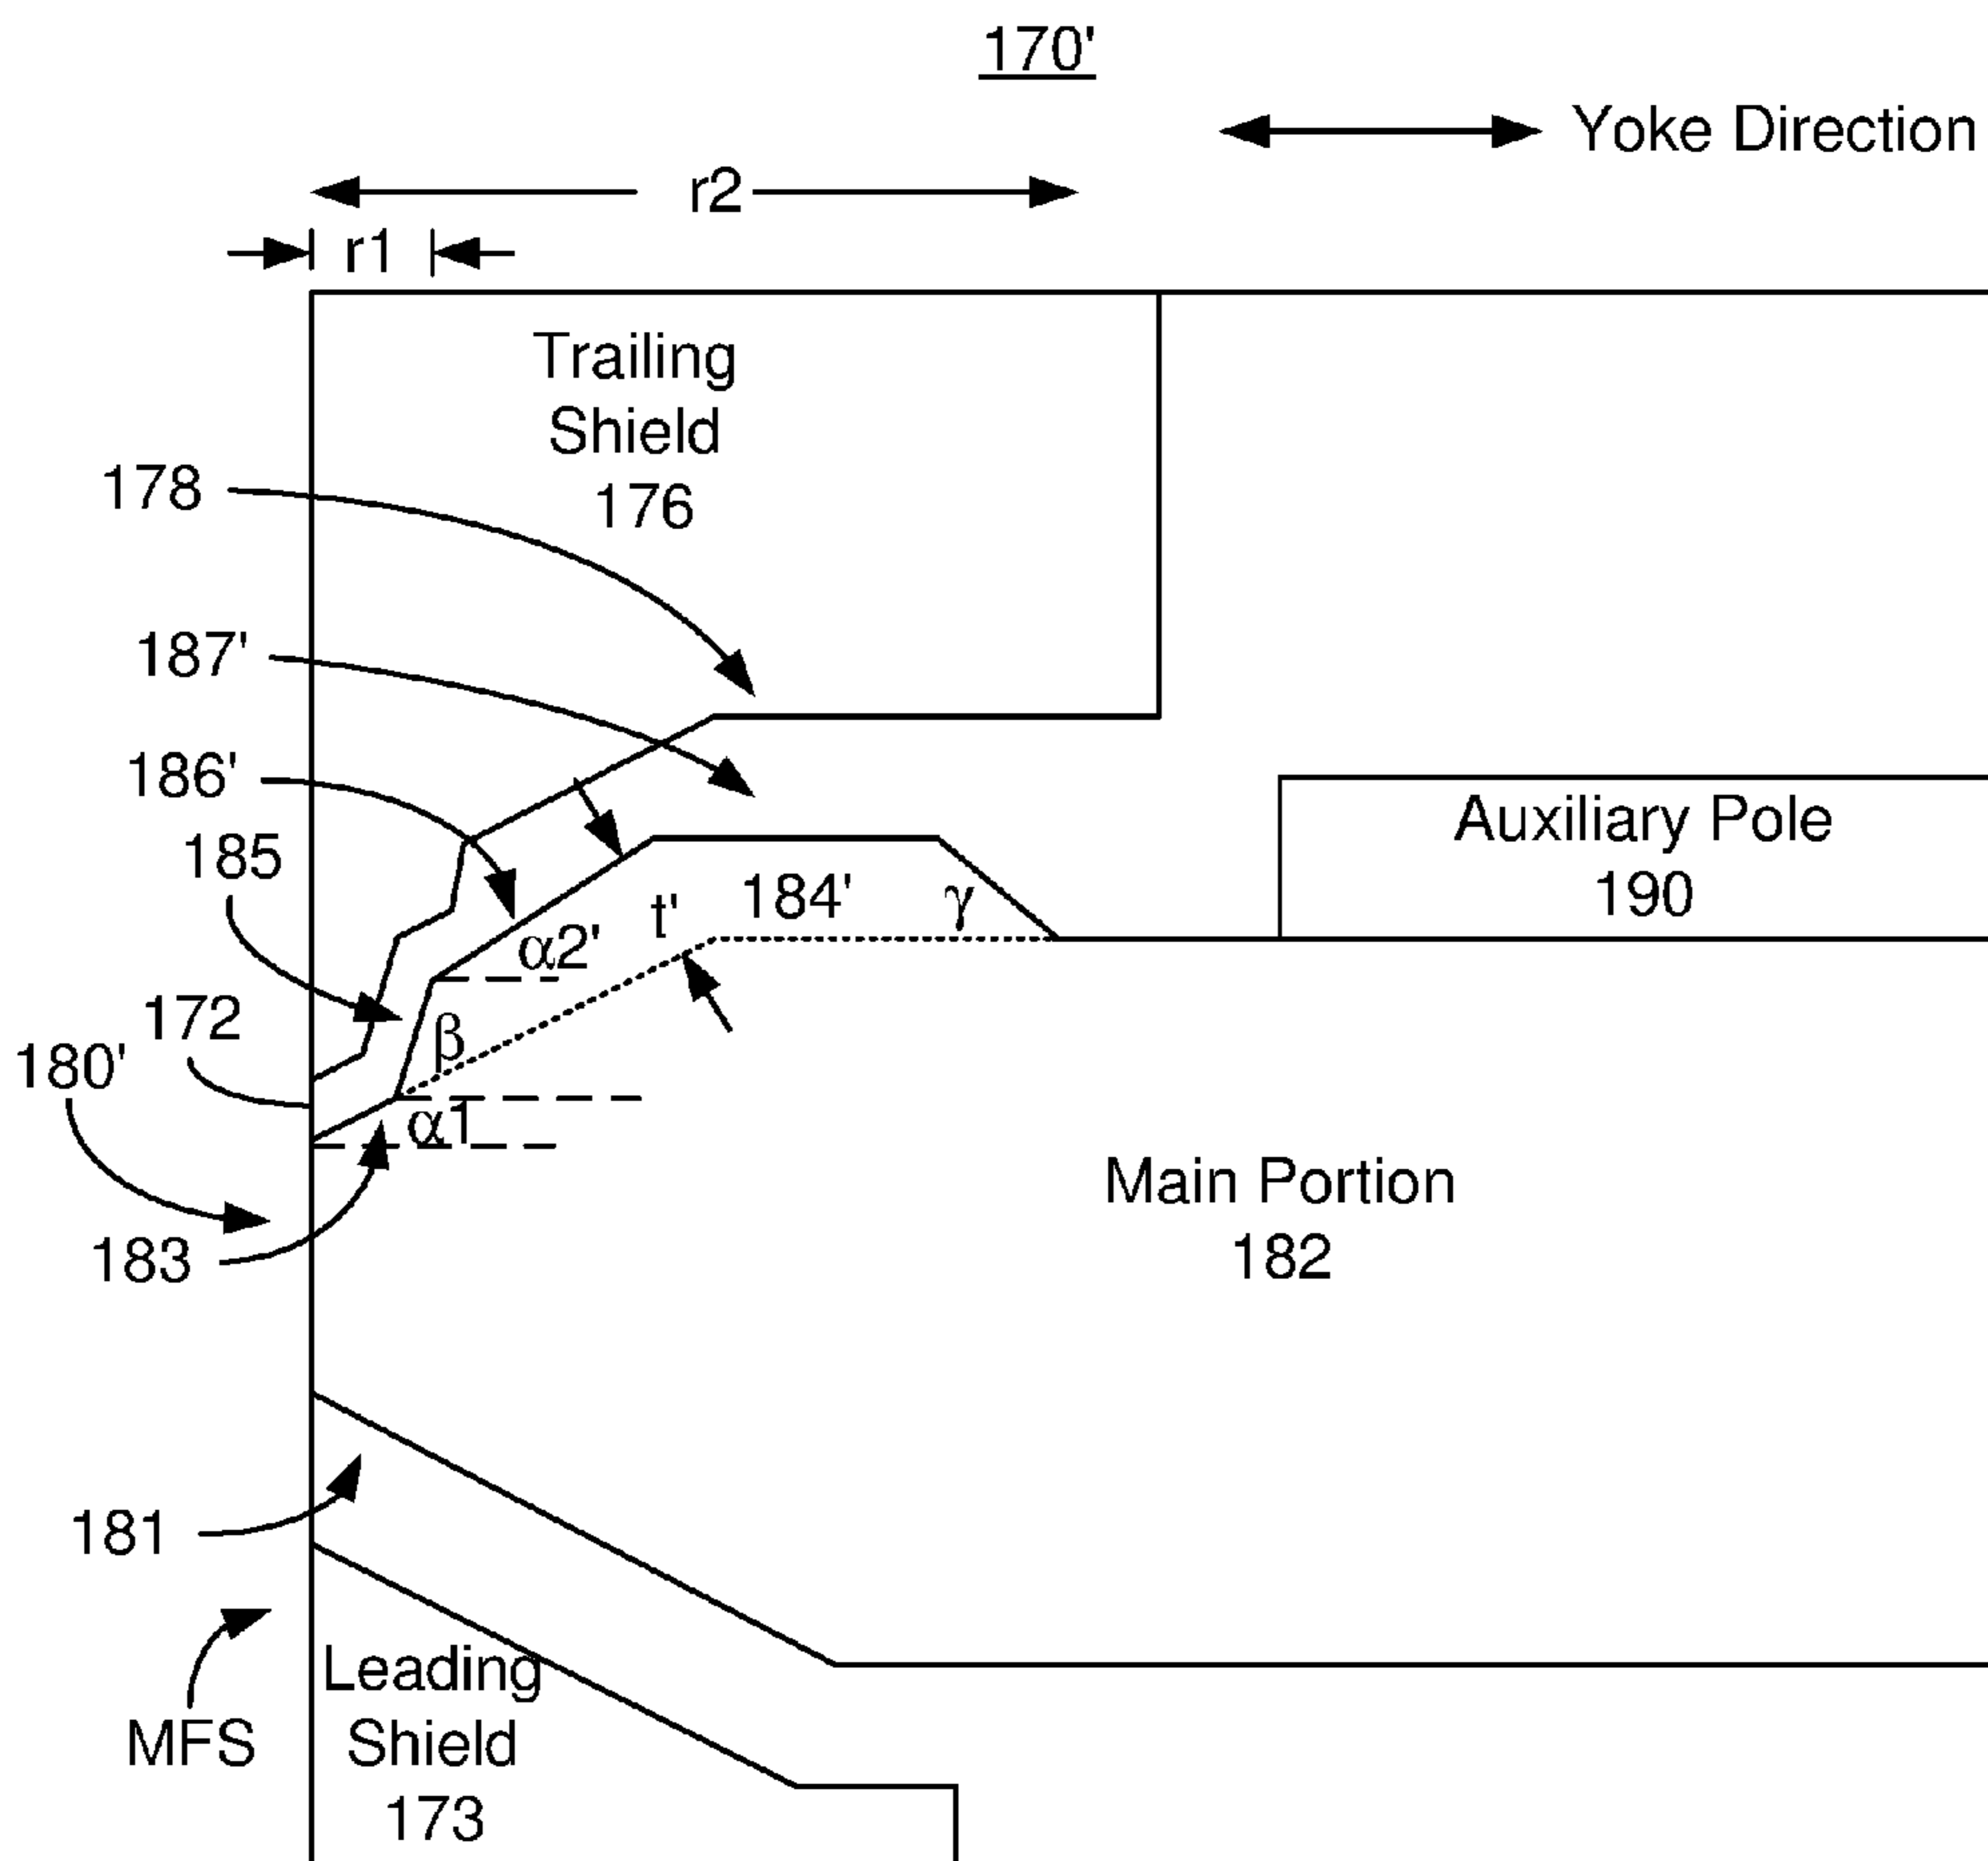 170'
Yoke Direction
r2
r1
Trailing
Shield
176
178
187'
186'
185
Auxiliary Pole
190
184'
γ
t'
α2'
172
β
180'
α1
Main Portion
182
183
181
Leading
Shield
173
MFS